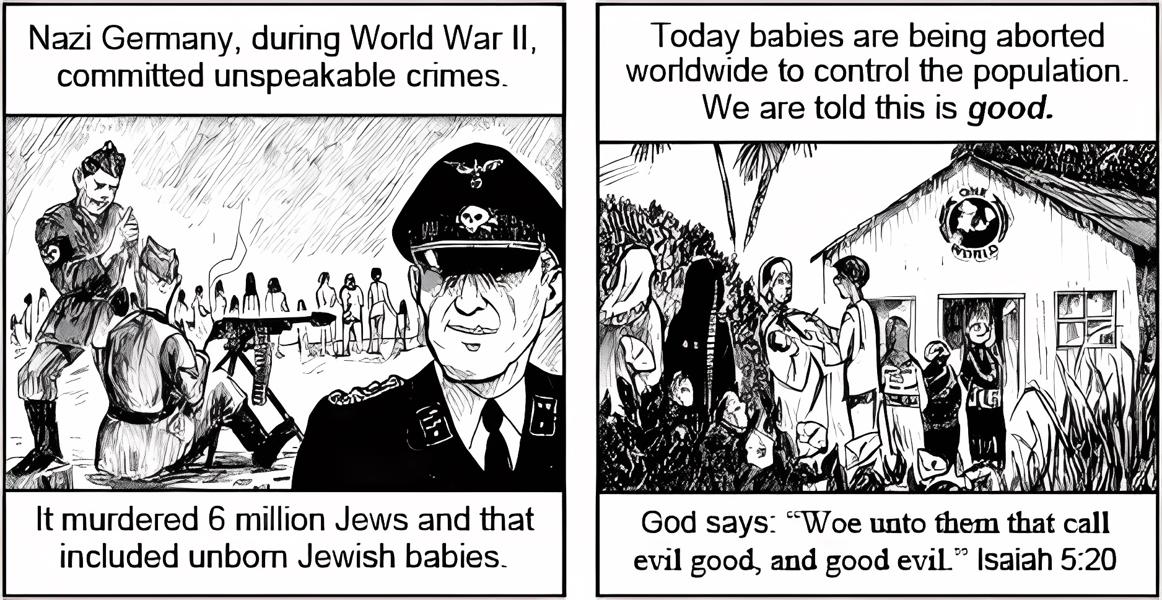 Nazi Germany, during World War II,
committed unspeakable crimes.
It murdered 6 million Jews and that
included unborn Jewish babies.
Today babies are being aborted
worldwide to control the population.
We are told this is good.
ONE
WORLD
God says: “Woe unto them that call
evil good, and good evil.” Isaiah 5:20